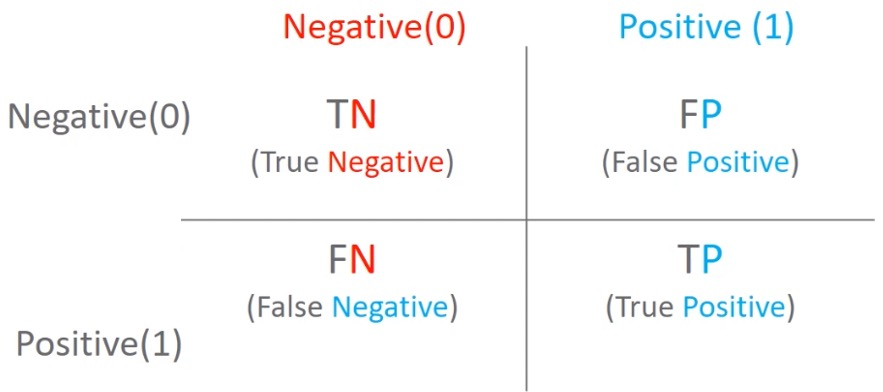 Negative(0) Positive (1)
Negative(0) TN FP
(True Negative) (False Positive)
FN TP
(False Negative) (True Positive)
Positive(1)